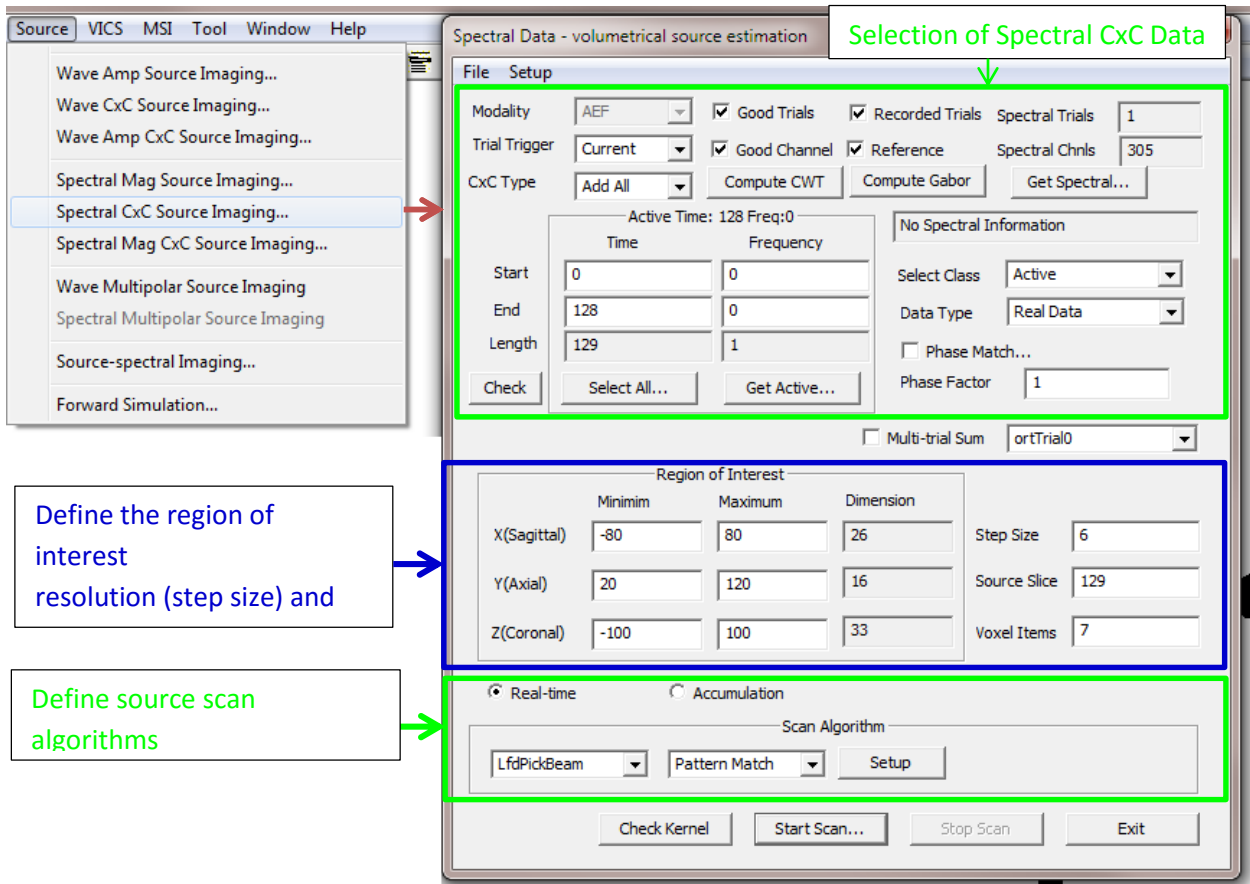 Source VICS MSI Tool Window Help
Wave Amp Source Imaging...
Wave CxC Source Imaging...
Wave Amp CxC Source Imaging...
Spectral Mag Source Imaging...
Spectral CxC Source Imaging...
Spectral Mag CxC Source Imaging...
Wave Multipolar Source Imaging
Spectral Multipolar Source Imaging
Source-spectral Imaging...
Forward Simulation...
Define the region of
interest
resolution (step size) and
Define source scan
algorithms
Spectral Data - volumetrical source estimation
Selection of Spectral CxC Data
File Setup
Modality AEF Good Trials Recorded Trials Spectral Trials 1
Trial Trigger Current Good Channel Reference Spectral Chnls 305
CxC Type Add All Compute CWT Compute Gabor Get Spectral...
Active Time: 128 Freq:0
No Spectral Information
Time Frequency
Start 0 0 Select Class Active
End 128 0 Data Type Real Data
Length 129 1 Phase Match...
Check Select All... Get Active... Phase Factor 1
Multi-trial Sum ortTrial0
Region of Interest
Minimim Maximum Dimension
X(Sagittal) -80 80 26 Step Size 6
Y(Axial) 20 120 16 Source Slice 129
Z(Coronal) -100 100 33 Voxel Items 7
Real-time Accumulation
Scan Algorithm
LfdPickBeam Pattern Match Setup
Check Kernel Start Scan... Stop Scan Exit